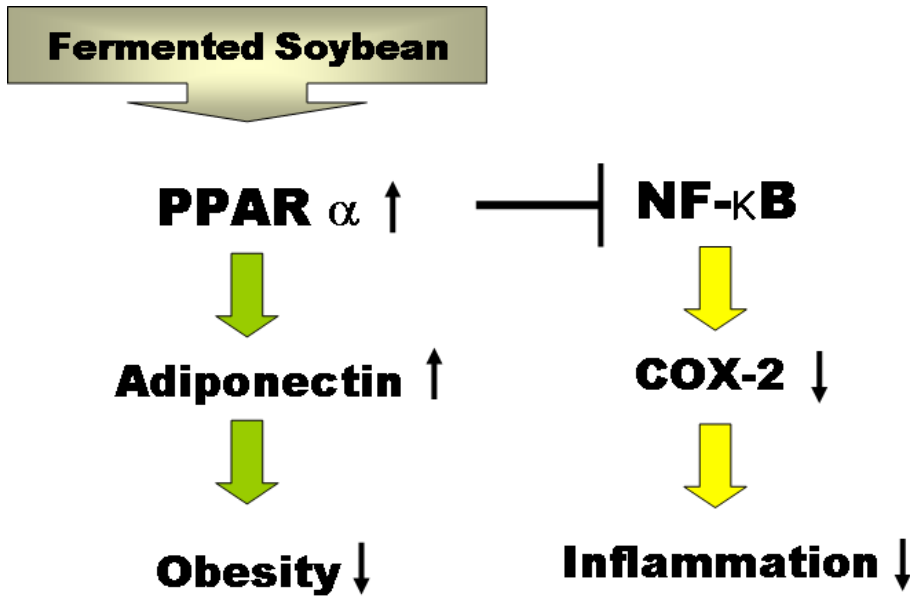 Fermented Soybean
PPAR α ↑
NF-κB
Adiponectin ↑
COX-2 ↓
Obesity ↓
Inflammation ↓